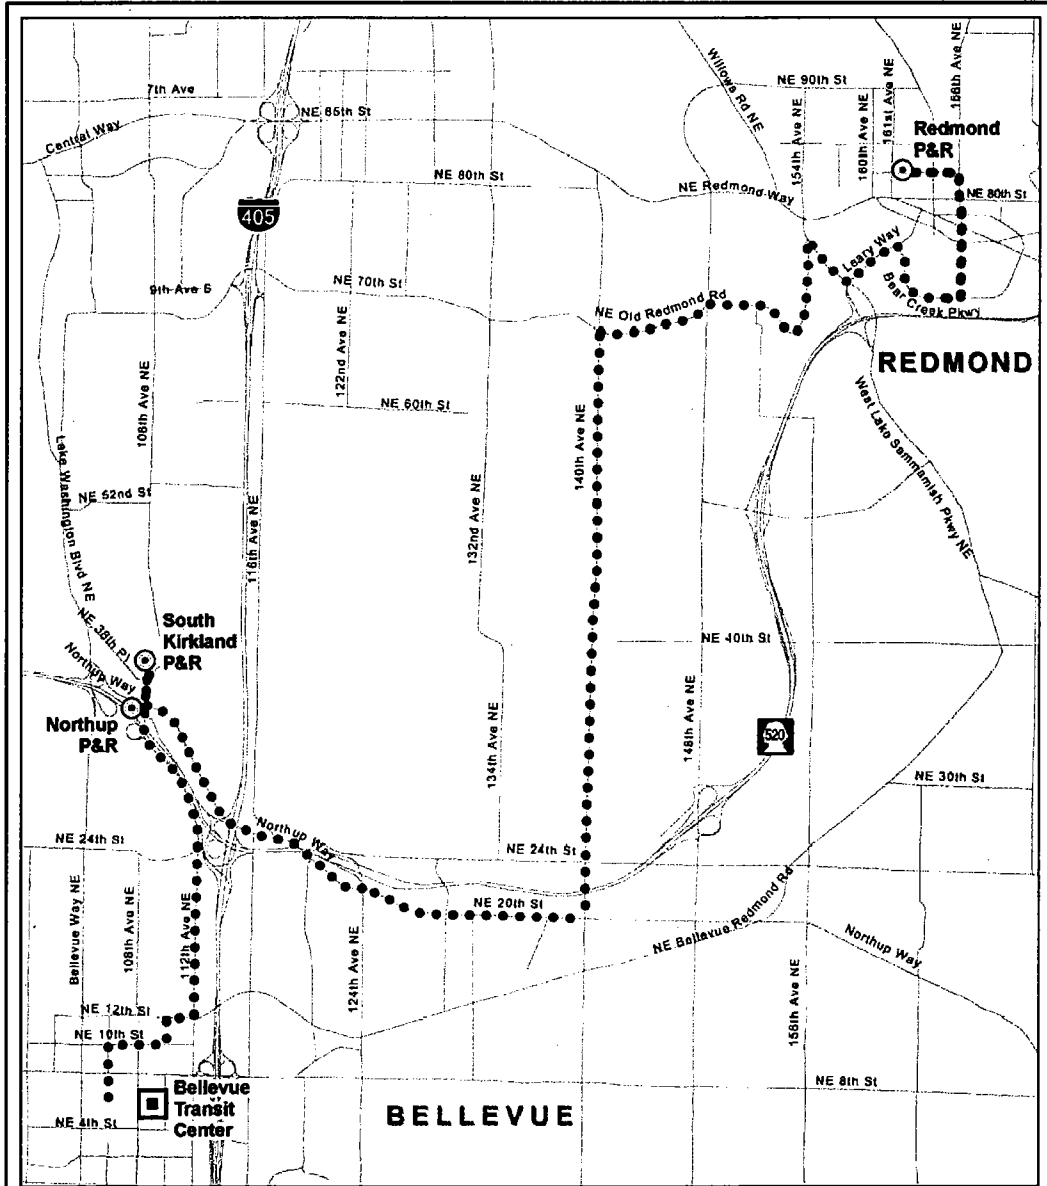 7th Ave
Central Way
NE 85th St
Willows Rd NE
NE 90th St
154th Ave NE
160th Ave NE
161st Ave NE
166th Ave NE
Redmond
P&R
NE 80th St
NE Redmond Way
NE 80th St
405
Leary Way
Bear Creek Pkwy
9th Ave S
NE 70th St
122nd Ave NE
NE Old Redmond Rd
REDMOND
108th Ave NE
NE 60th St
140th Ave NE
West Lake Sammamish Pkwy NE
Lake Washington Blvd NE
NE 52nd St
116th Ave NE
132nd Ave NE
NE 38th Pl
South
Kirkland
P&R
NE 40th St
Northup Way
Northup
P&R
134th Ave NE
148th Ave NE
520
NE 30th St
NE 24th St
Northup Way
NE 24th St
Bellevue Way NE
108th Ave NE
112th Ave NE
124th Ave NE
NE 20th St
NE Bellevue Redmond Rd
Northup Way
156th Ave NE
NE 12th St
NE 10th St
Bellevue
Transit
Center
NE 8th St
NE 4th St
BELLEVUE